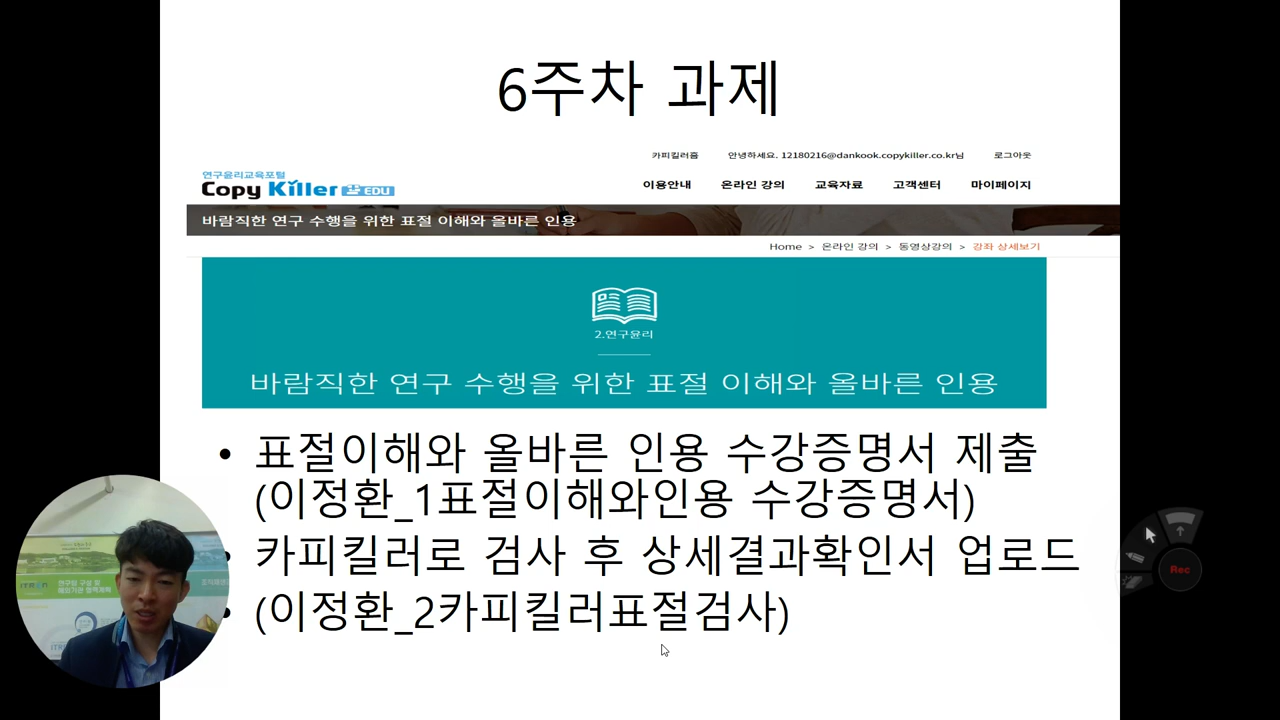 6주차 과제
카피킬러홈 안녕하세요. 12180216@dankook.copykiller.co.kr님 로그아웃
연구윤리교육포털
Copy Killer EDU
이용안내 온라인 강의 교육자료 고객센터 마이페이지
바람직한 연구 수행을 위한 표절 이해와 올바른 인용
Home > 온라인 강의 > 동영상강의 > 강좌 상세보기
2.연구윤리
바람직한 연구 수행을 위한 표절 이해와 올바른 인용
• 표절이해와 올바른 인용 수강증명서 제출
(이정환_1표절이해와인용 수강증명서)
• 카피킬러로 검사 후 상세결과확인서 업로드
• (이정환_2카피킬러표절검사)
Rec